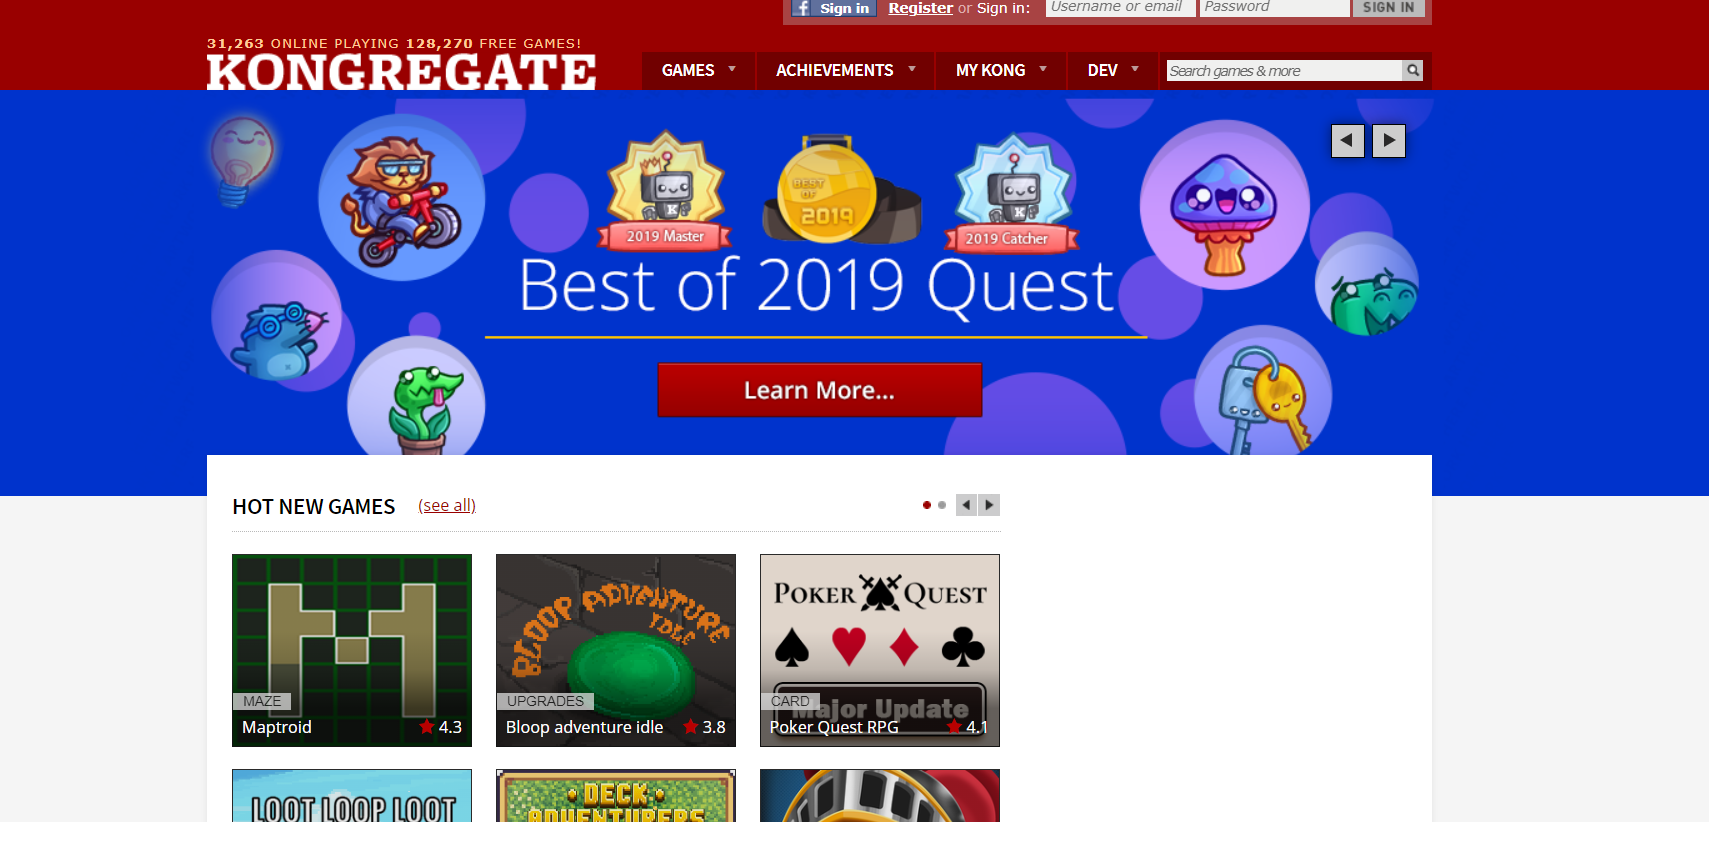 f Sign in Register or Sign in: Username or email Password SIGN IN
31,263 ONLINE PLAYING 128,270 FREE GAMES!
KONGREGATE
GAMES ACHIEVEMENTS MY KONG DEV Search games & more
BEST OF 2019
K
K
2019 Master
2019 Catcher
Best of 2019 Quest
Learn More...
HOT NEW GAMES (see all)
M
MAZE
Maptroid 4.3
BLOOP ADVENTURE IDLE
UPGRADES
Bloop adventure idle 3.8
POKER QUEST
Major Update
CARD
Poker Quest RPG 4.1
LOOT LOOP LOOT
DECK
ADVENTURERS